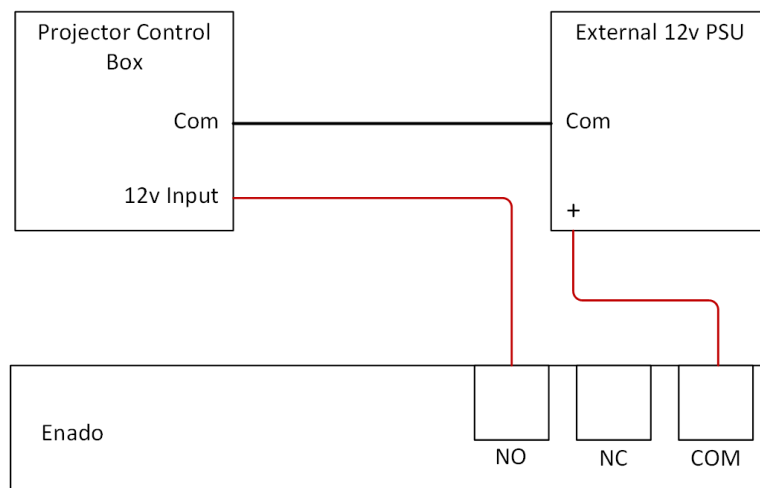 Projector Control
Box
Com
12v Input
External 12v PSU
Com
+
Enado
NO
NC
COM